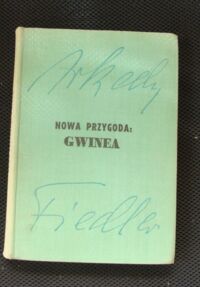 Arkady
NOWA PRZYGODA:
GWINEA
Fiedler